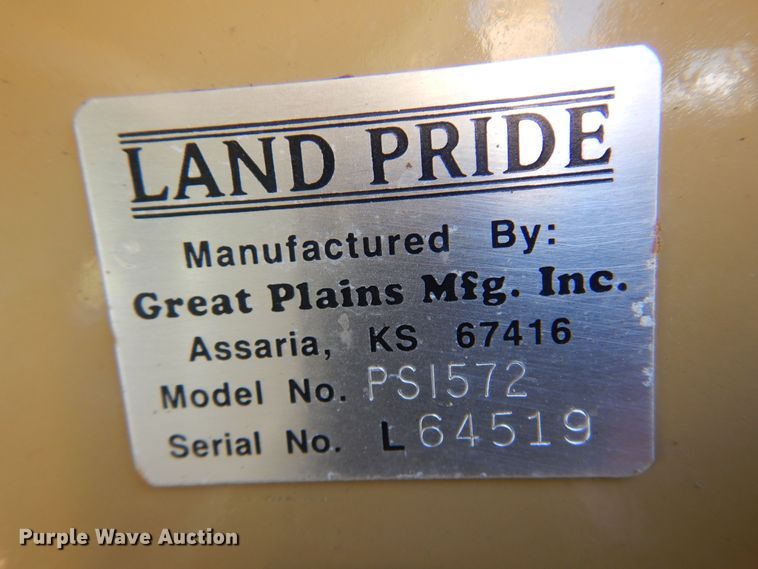 LAND PRIDE
Manufactured By:
Great Plains Mfg. Inc.
Assaria, KS 67416
Model No. PS1572
Serial No. L 64519
Purple Wave Auction